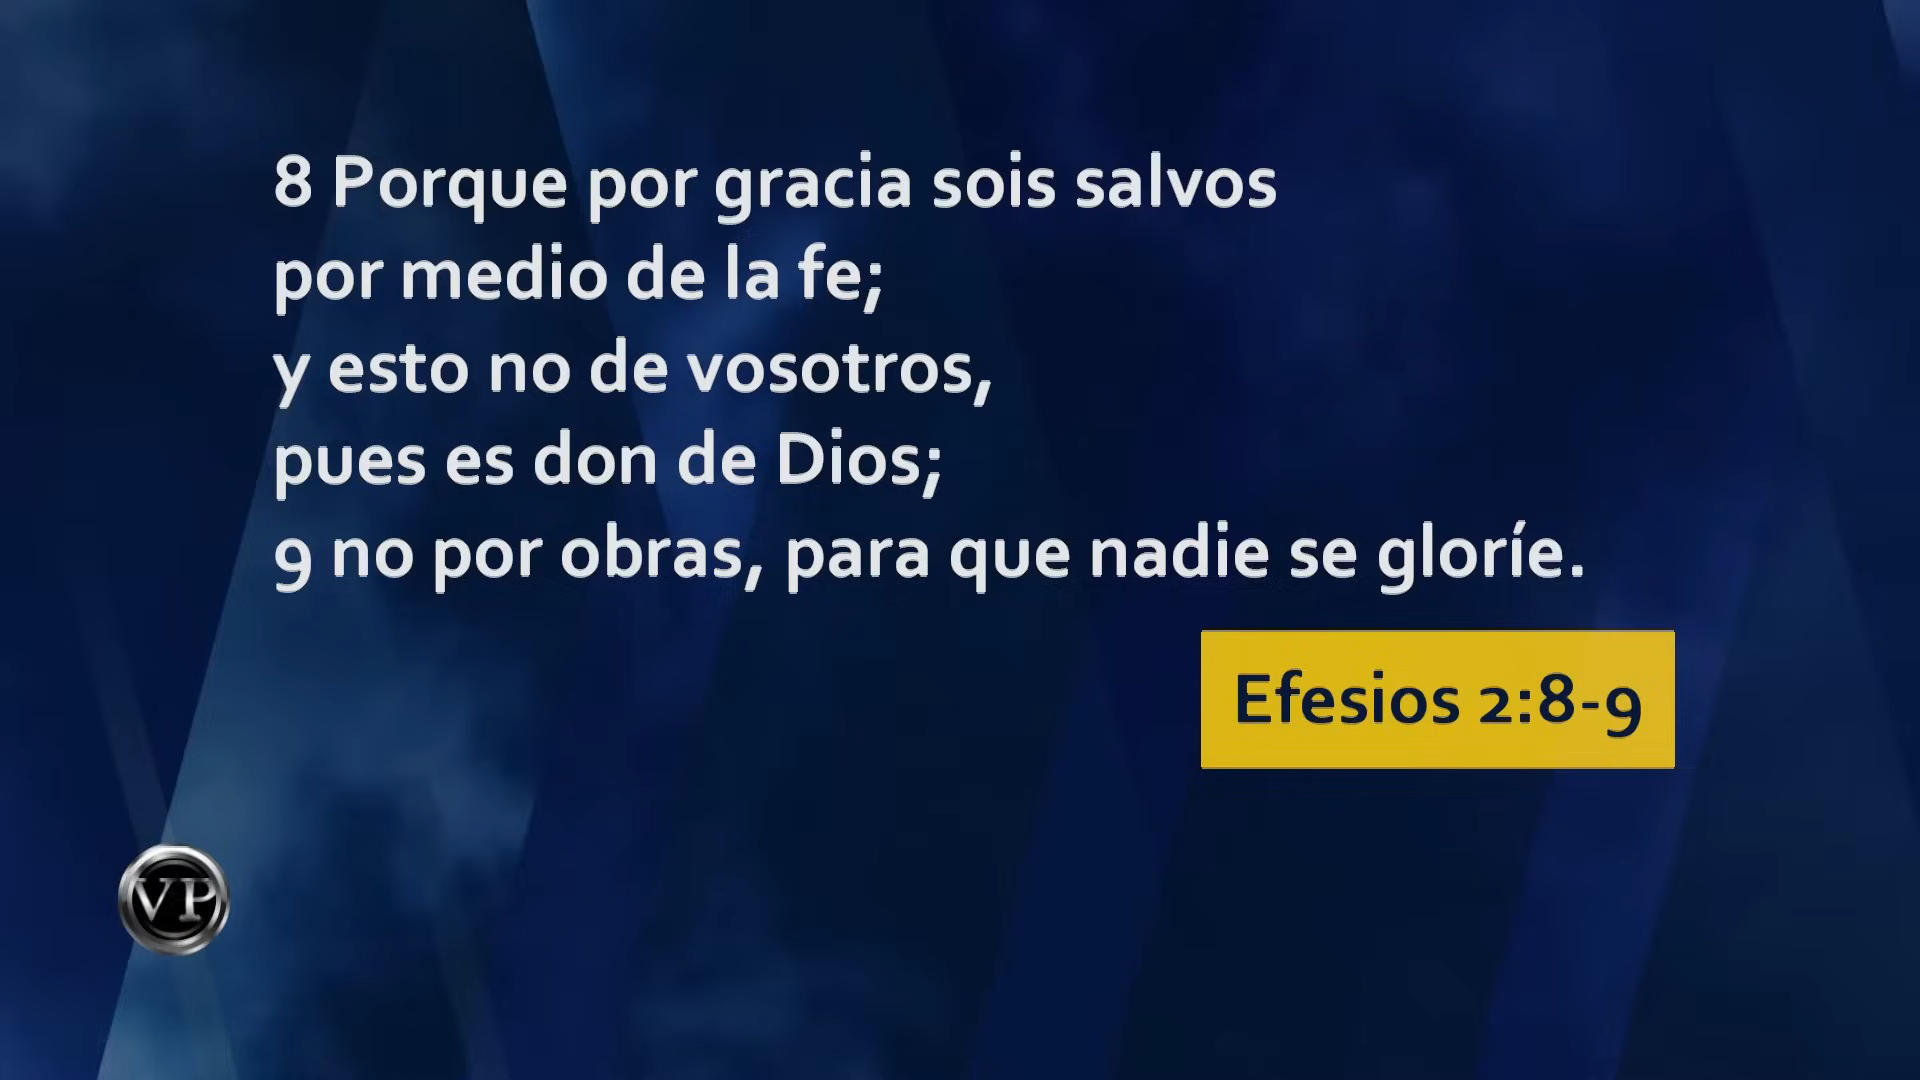 8 Porque por gracia sois salvos
por medio de la fe;
y esto no de vosotros,
pues es don de Dios;
9 no por obras, para que nadie se gloríe.
Efesios 2:8-9
VP